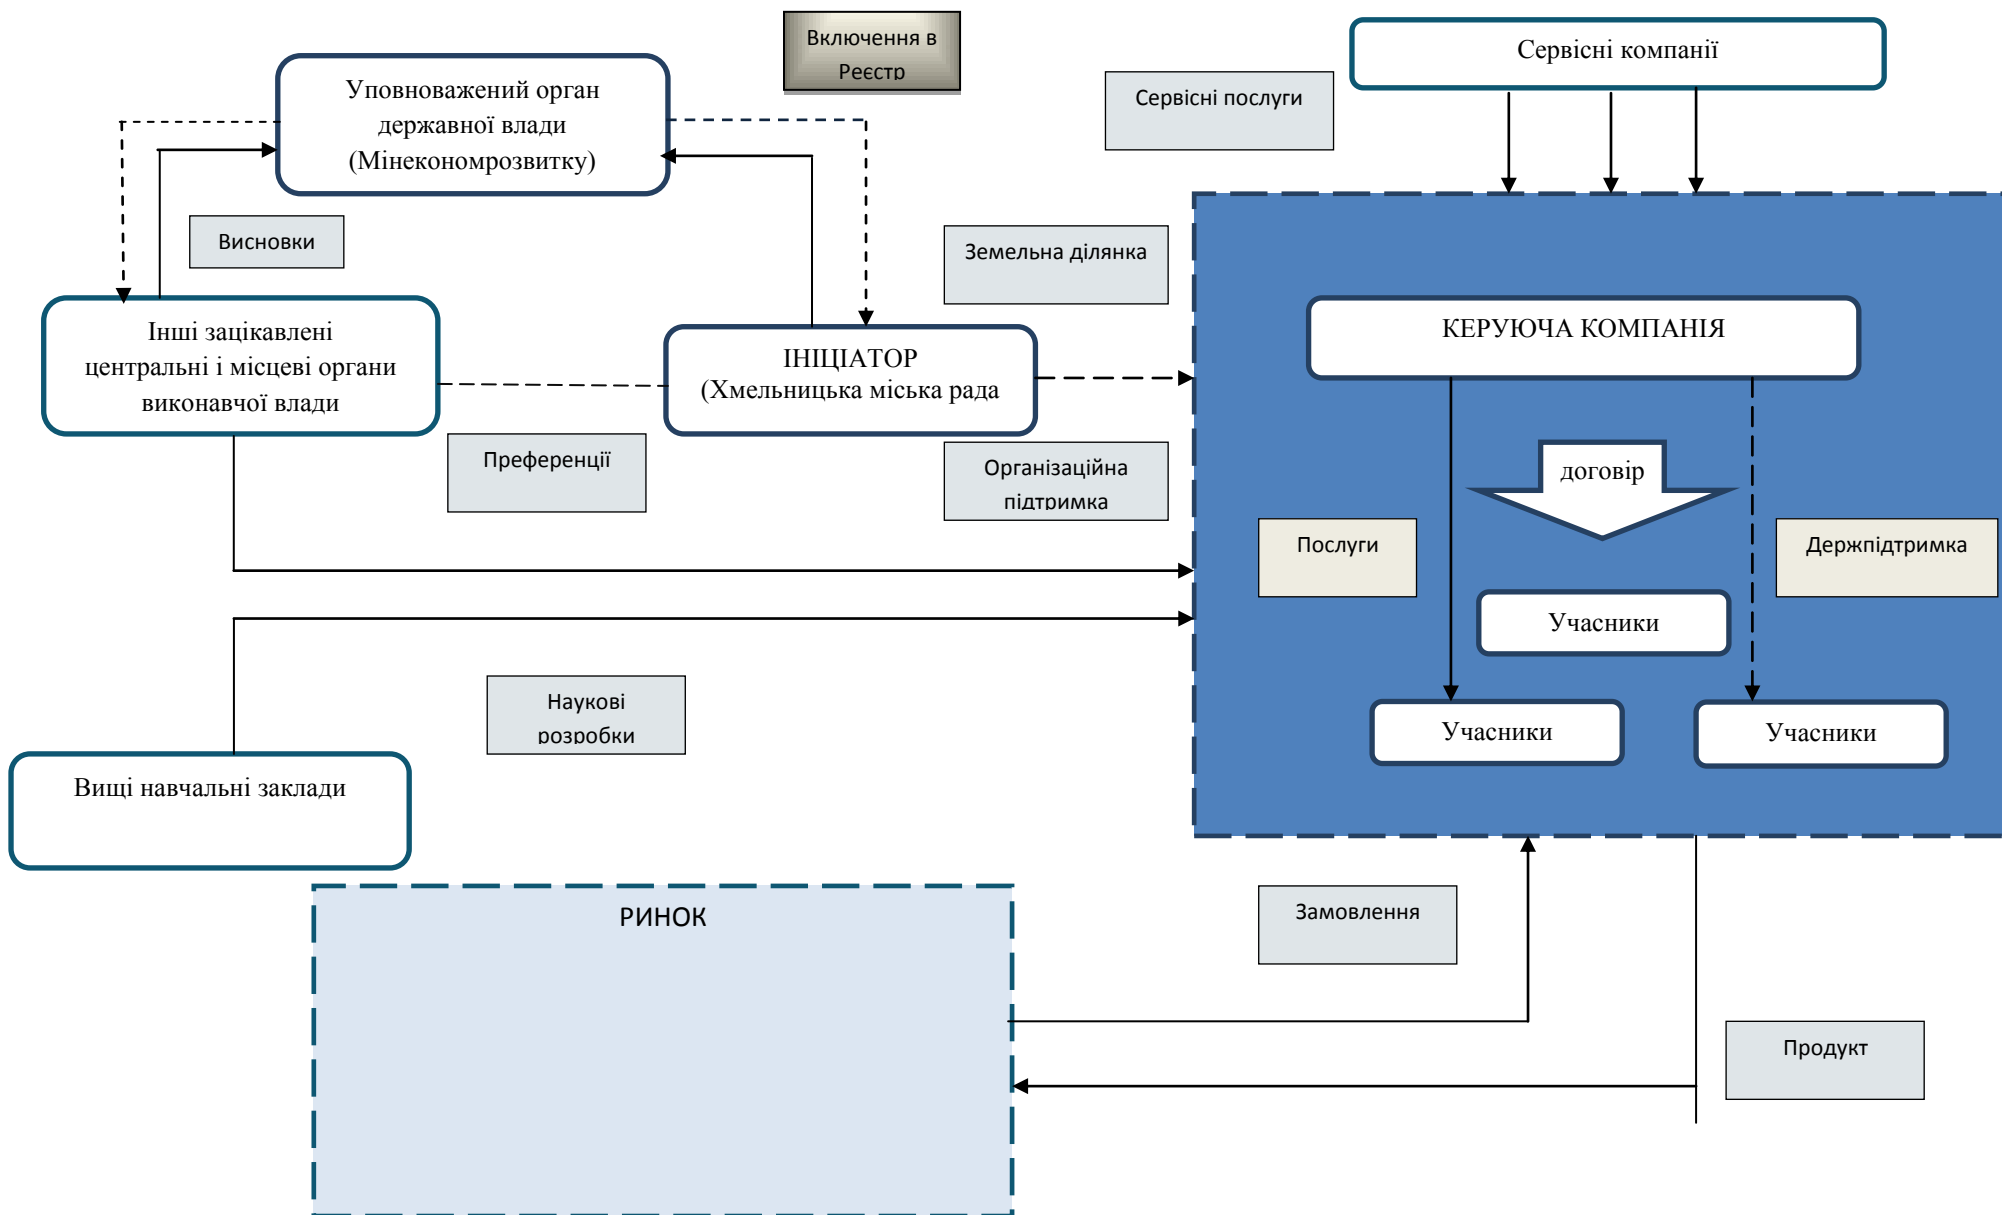 Включення в
Реєстр
Сервісні компанії
Уповноважений орган
державної влади
(Мінекономрозвитку)
Сервісні послуги
Висновки
Земельна ділянка
Інші зацікавлені
центральні і місцеві органи
виконавчої влади
ІНІЦІАТОР
(Хмельницька міська рада
КЕРУЮЧА КОМПАНІЯ
Преференції
Організаційна
підтримка
договір
Послуги
Держпідтримка
Учасники
Наукові
розробки
Учасники
Учасники
Вищі навчальні заклади
РИНОК
Замовлення
Продукт